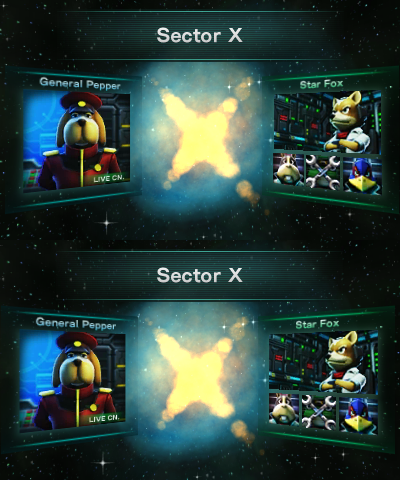 Sector X
General Pepper
Star Fox
LIVE CN.
Sector X
General Pepper
Star Fox
LIVE CN.